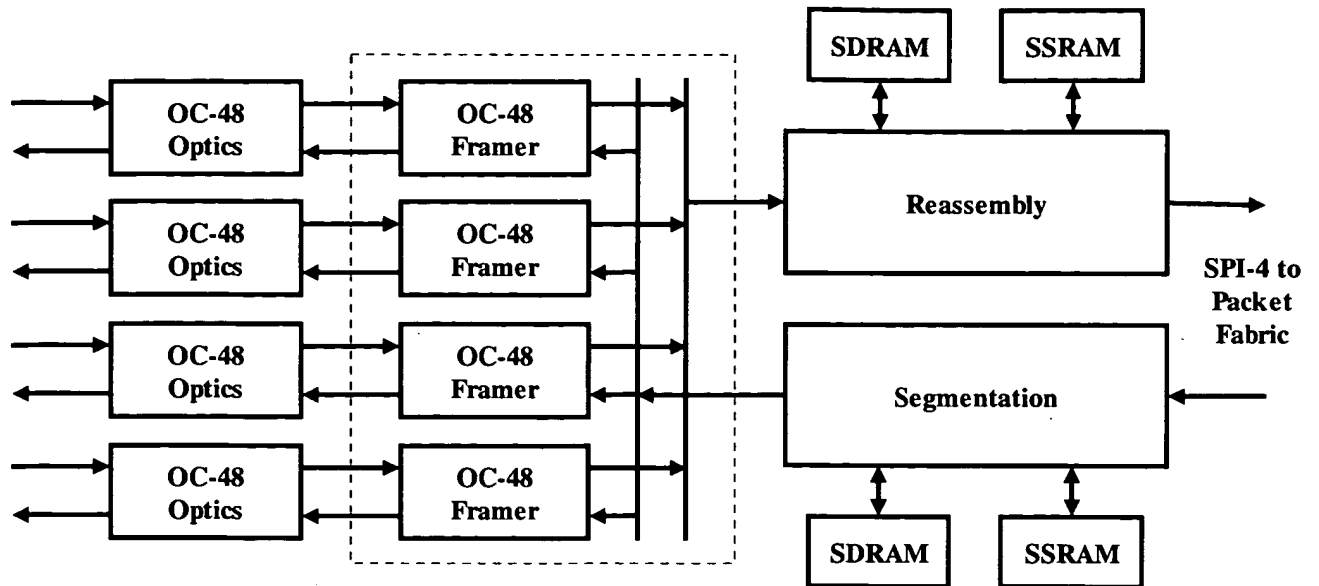 SDRAM
SSRAM
OC-48
Optics
OC-48
Framer
Reassembly
OC-48
Optics
OC-48
Framer
SPI-4 to
Packet
Fabric
OC-48
Optics
OC-48
Framer
Segmentation
OC-48
Optics
OC-48
Framer
SDRAM
SSRAM